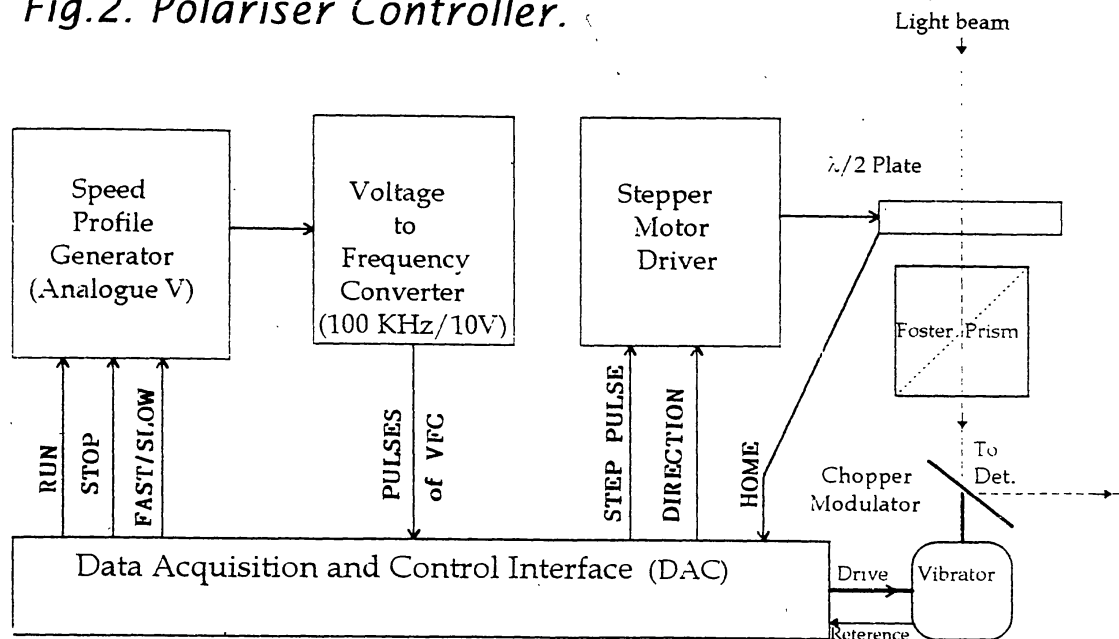 Fig.2. Polariser Controller.
Light beam
λ/2 Plate
Speed
Profile
Generator
(Analogue V)
Voltage
to
Frequency
Converter
(100 KHz/10V)
Stepper
Motor
Driver
Foster Prism
RUN
STOP
FAST/SLOW
PULSES
of VFC
STEP PULSE
DIRECTION
HOME
To
Det.
Chopper
Modulator
Data Acquisition and Control Interface (DAC)
Drive
Vibrator
Reference